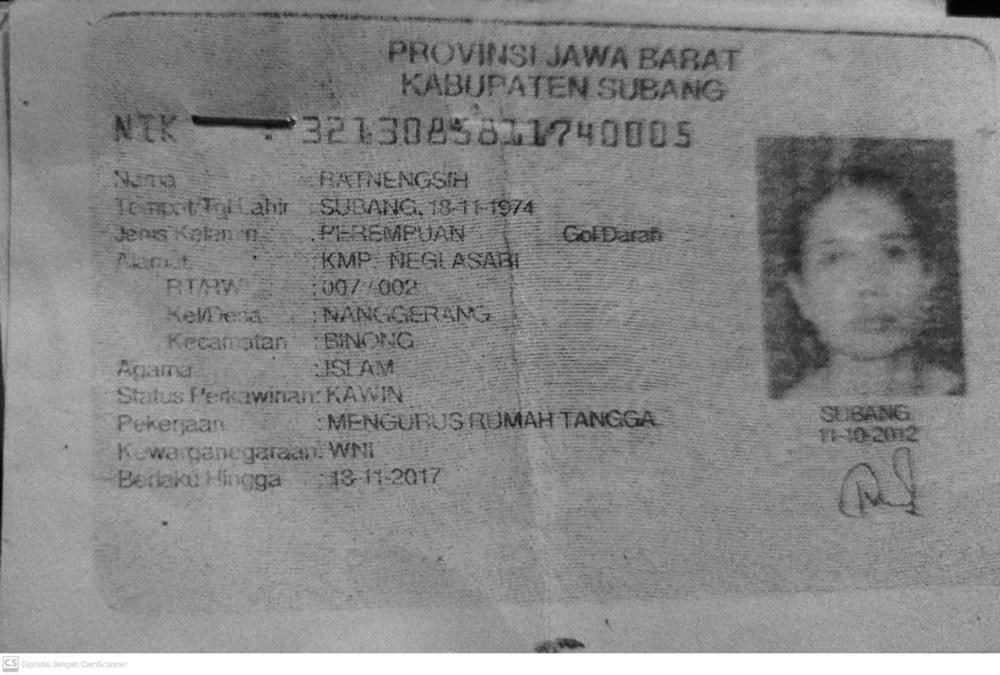 PROVINSI JAWA BARAT
KABUPATEN SUBANG
NIK : 3213085811740005
Nama : RATNENGSIH
Tempat/Tgl Lahir : SUBANG, 18-11-1974
Jenis Kelamin : PEREMPUAN Gol Darah
Alamat : KMP. NEGLASARI
RT/RW : 007 / 002
Kel/Desa : NANGGERANG
Kecamatan : BINONG
Agama : ISLAM
Status Perkawinan: KAWIN
Pekerjaan : MENGURUS RUMAH TANGGA
Kewarganegaraan: WNI
Berlaku Hingga : 18-11-2017
SUBANG
11-10-2012
CS Dipindai dengan CamScanner